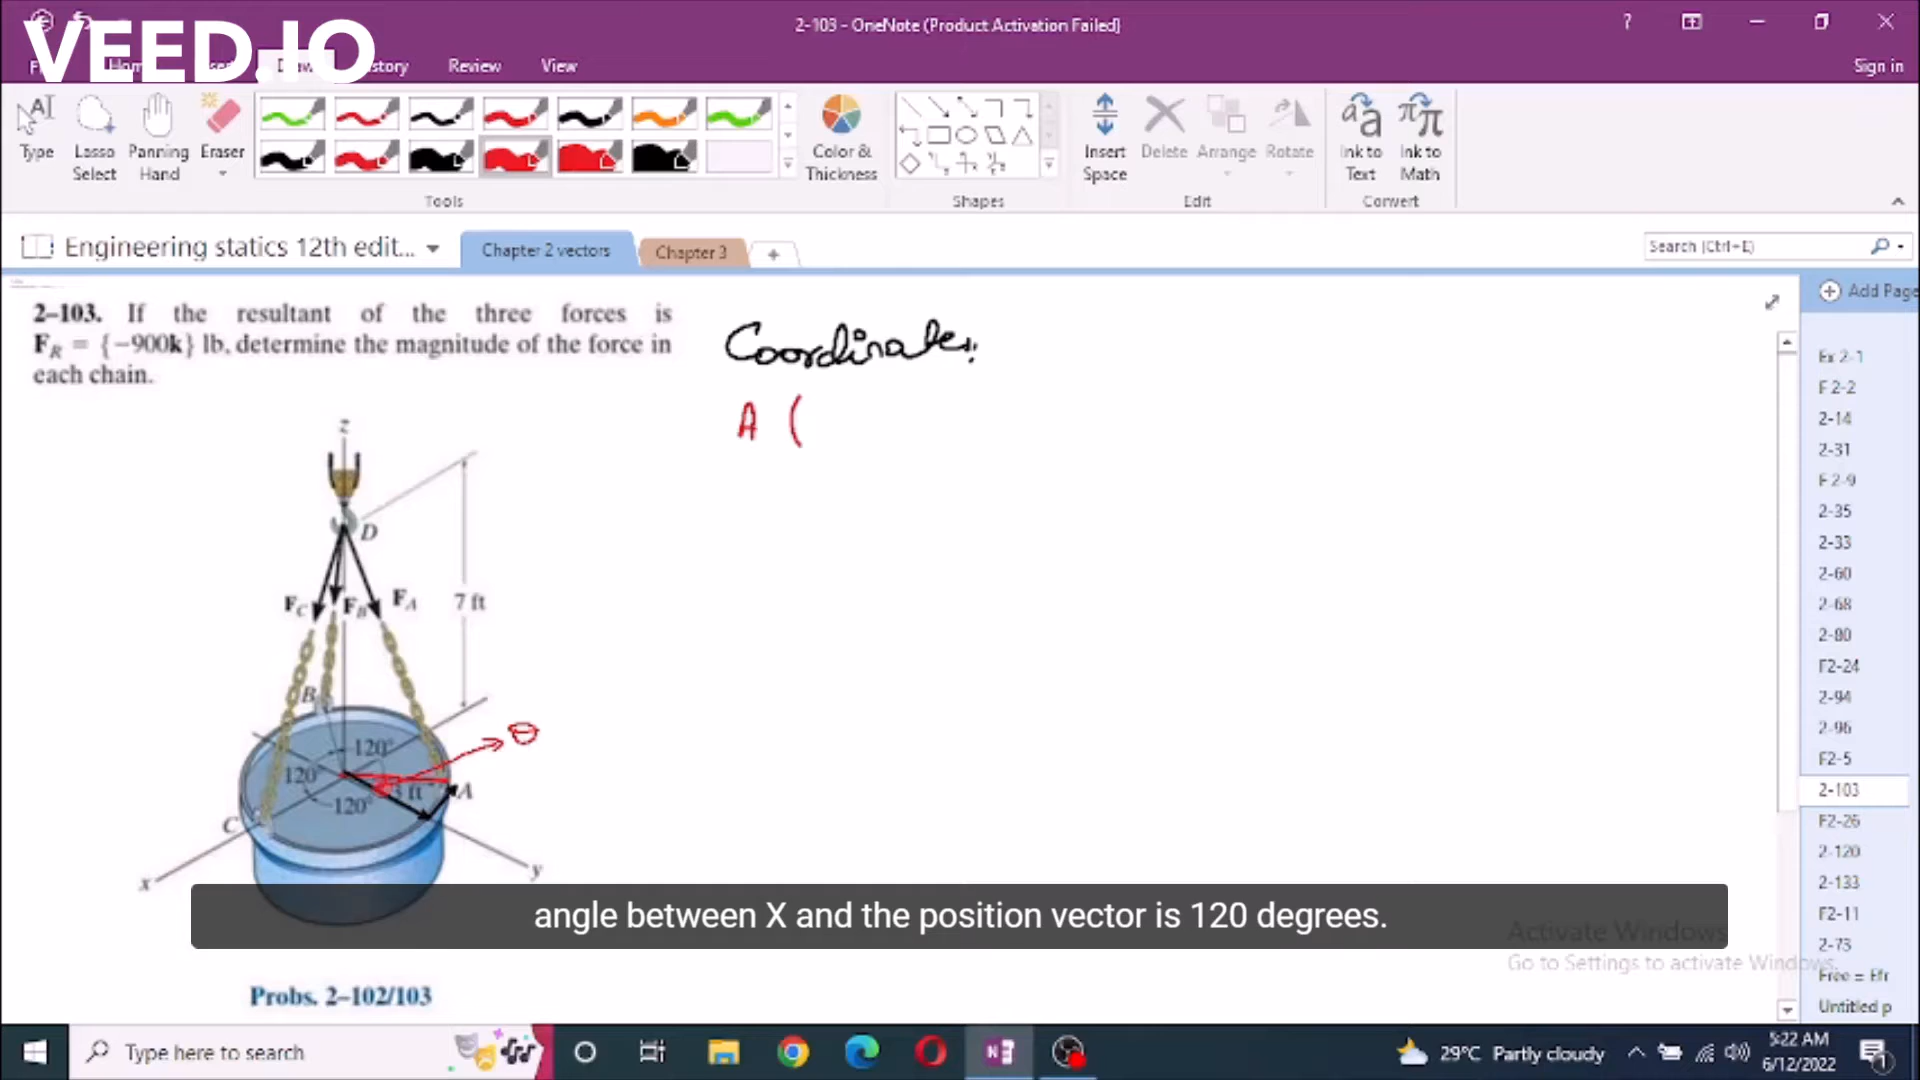 VEED.IO
2-103 - OneNote (Product Activation Failed)
?
Draw
History
Review
View
Sign in
Type
Lasso Select
Panning Hand
Eraser
Color & Thickness
Insert Space
Delete
Arrange
Rotate
Ink to Text
Ink to Math
Tools
Shapes
Edit
Convert
Engineering statics 12th edit...
Chapter 2 vectors
Chapter 3
+
Search (Ctrl+E)
2–103. If the resultant of the three forces is
F_R = {−900k} lb, determine the magnitude of the force in
each chain.
Coordinates:
A (
z
D
F_C
F_B
F_A
7 ft
B
θ
120°
120°
120°
3 ft
A
C
x
y
angle between X and the position vector is 120 degrees.
Probs. 2–102/103
Activate Windows
Go to Settings to activate Windows.
Add Page
Ex 2-1
F 2-2
2-14
2-31
F 2-9
2-35
2-33
2-60
2-68
2-80
F2-24
2-94
2-96
F2-5
2-103
F2-26
2-120
2-133
F2-11
2-73
Free = Efr
Untitled p
Type here to search
29°C Partly cloudy
5:22 AM
6/12/2022
1